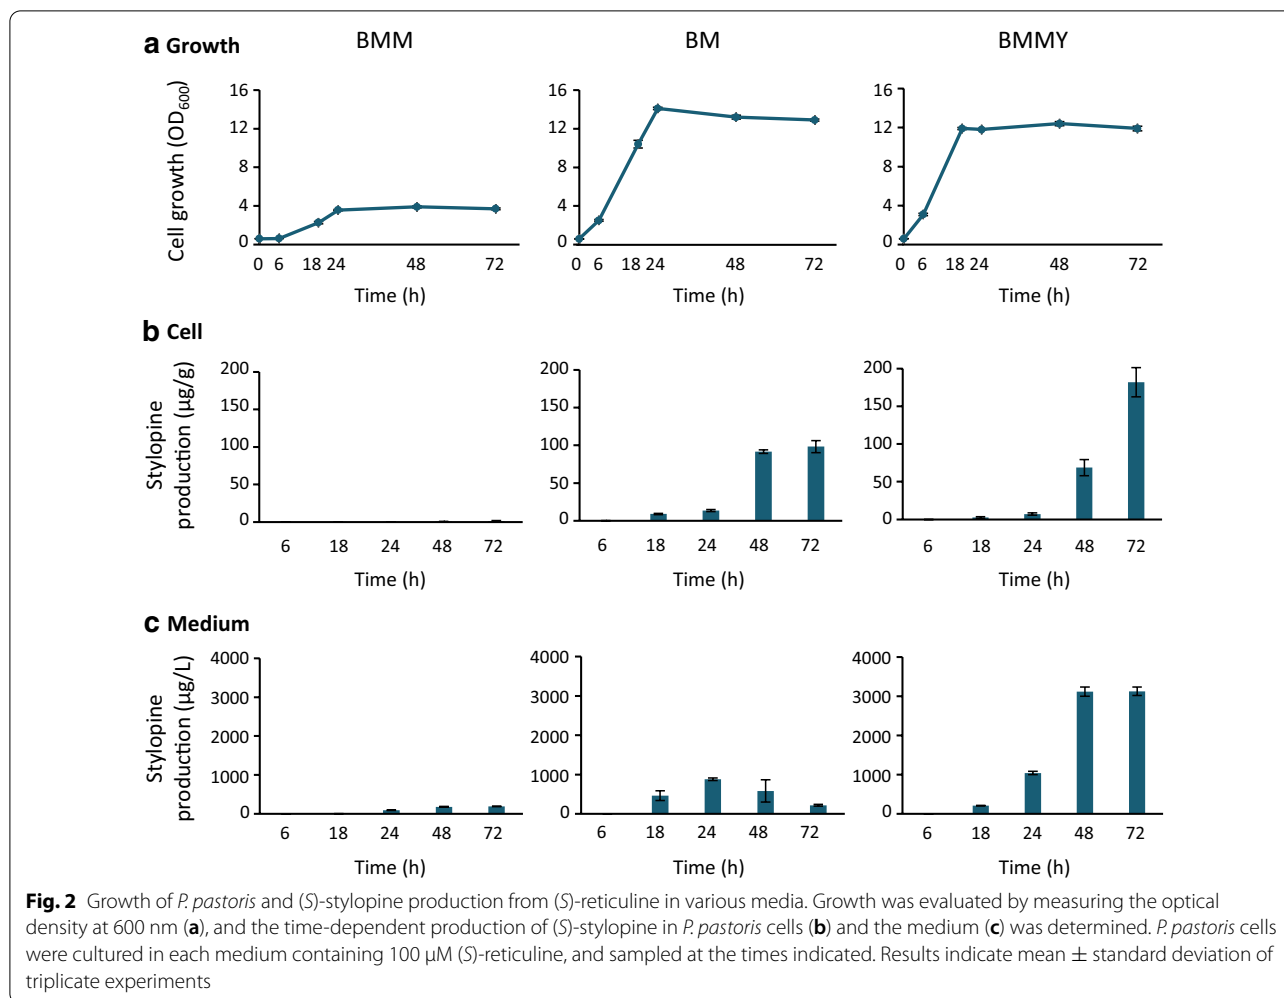 a Growth
BMM
BM
BMMY
Cell growth (OD600)
16
12
8
4
0
0 6 18 24 48 72
Time (h)
16
12
8
4
0
0 6 18 24 48 72
Time (h)
16
12
8
4
0
0 6 18 24 48 72
Time (h)
b Cell
Stylopine
production (µg/g)
200
150
100
50
0
6 18 24 48 72
Time (h)
200
150
100
50
0
6 18 24 48 72
Time (h)
200
150
100
50
0
6 18 24 48 72
Time (h)
c Medium
Stylopine
production (µg/L)
4000
3000
2000
1000
0
6 18 24 48 72
Time (h)
4000
3000
2000
1000
0
6 18 24 48 72
Time (h)
4000
3000
2000
1000
0
6 18 24 48 72
Time (h)
Fig. 2 Growth of P. pastoris and (S)-stylopine production from (S)-reticuline in various media. Growth was evaluated by measuring the optical
density at 600 nm (a), and the time-dependent production of (S)-stylopine in P. pastoris cells (b) and the medium (c) was determined. P. pastoris cells
were cultured in each medium containing 100 µM (S)-reticuline, and sampled at the times indicated. Results indicate mean ± standard deviation of
triplicate experiments